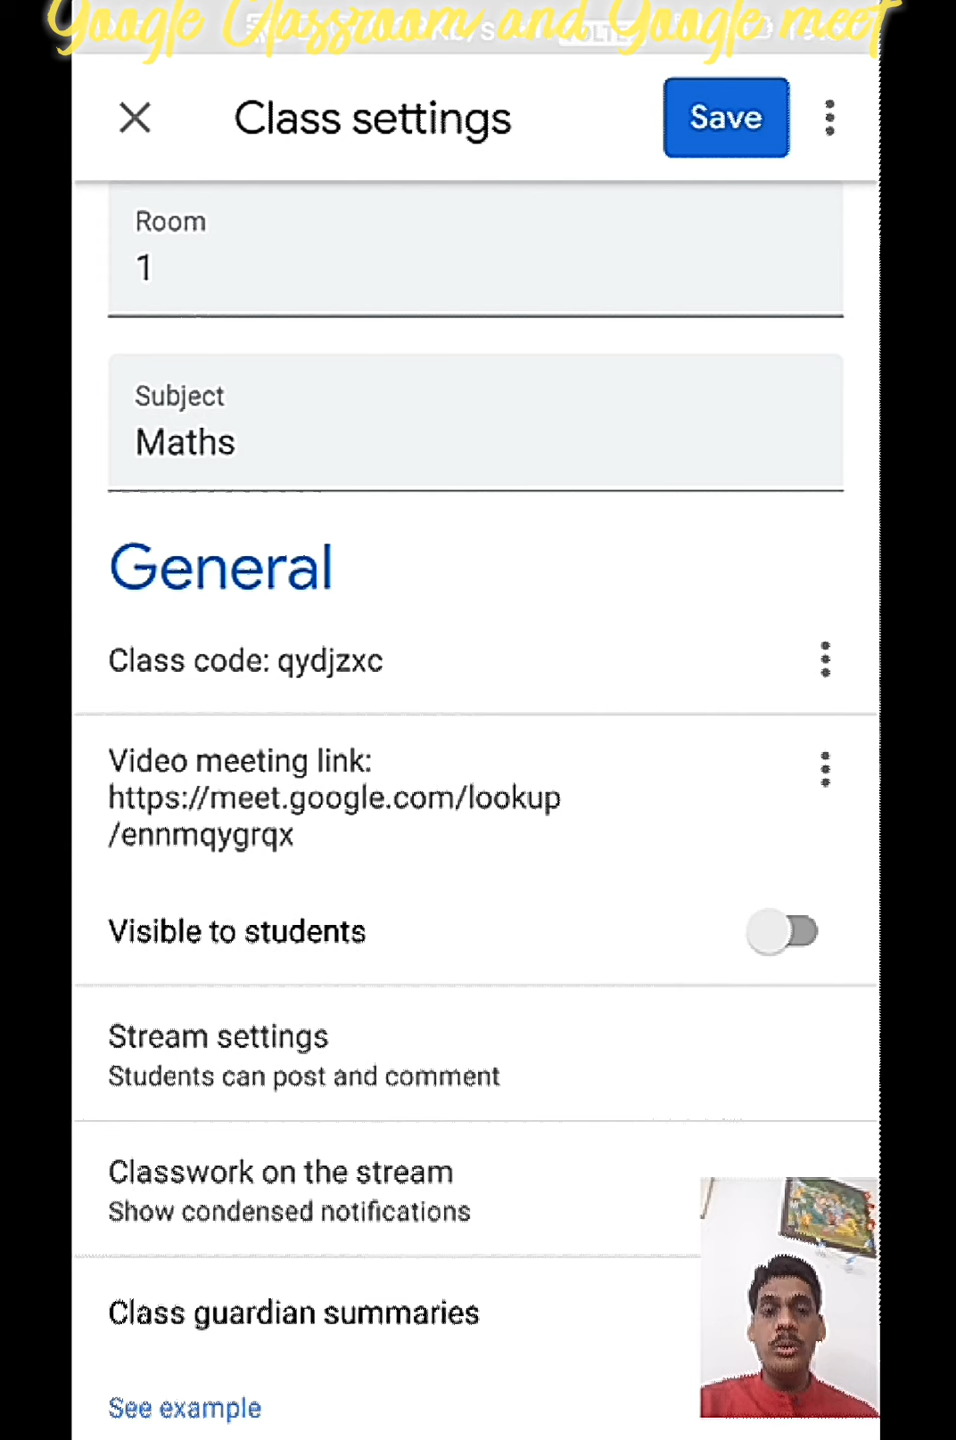 Google Classroom and Google meet
Class settings
Save
Room
1
Subject
Maths
General
Class code: qydjzxc
Video meeting link:
https://meet.google.com/lookup
/ennmqygrqx
Visible to students
Stream settings
Students can post and comment
Classwork on the stream
Show condensed notifications
Class guardian summaries
See example